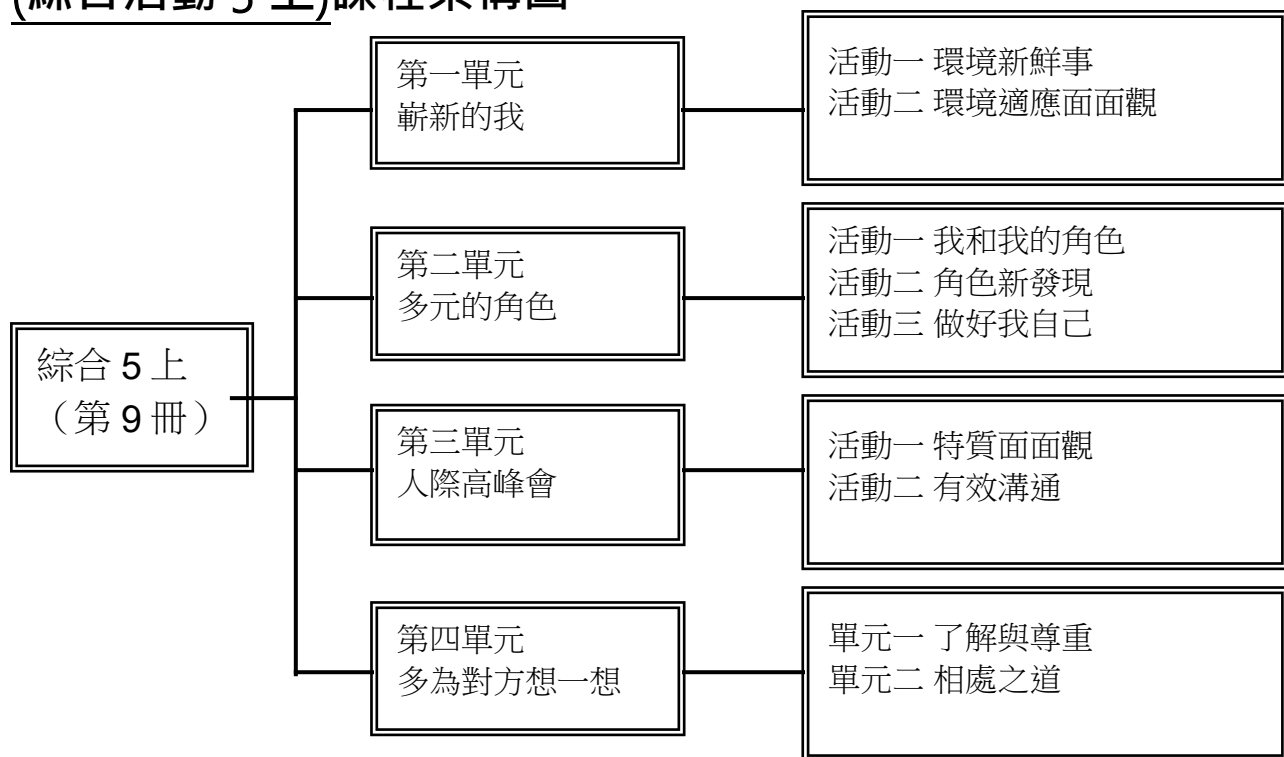 (綜合活動 5 上)課程架構圖
綜合 5 上
（第 9 冊）
第一單元
嶄新的我
活動一 環境新鮮事
活動二 環境適應面面觀
第二單元
多元的角色
活動一 我和我的角色
活動二 角色新發現
活動三 做好我自己
第三單元
人際高峰會
活動一 特質面面觀
活動二 有效溝通
第四單元
多為對方想一想
單元一 了解與尊重
單元二 相處之道